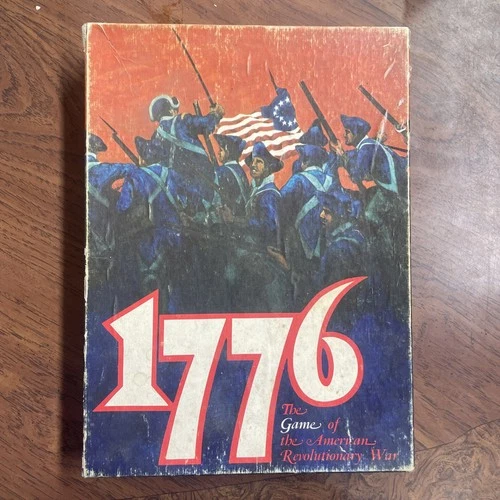 1776
The
Game of
the American
Revolutionary War